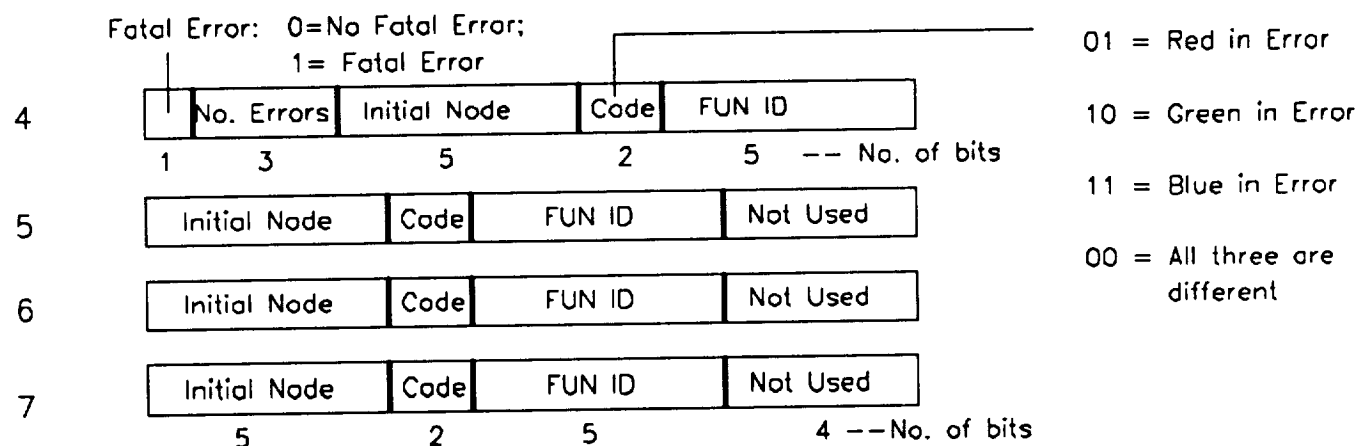 Fatal Error: 0=No Fatal Error;
1= Fatal Error
4 No. Errors Initial Node Code FUN ID
1 3 5 2 5 -- No. of bits
5 Initial Node Code FUN ID Not Used
6 Initial Node Code FUN ID Not Used
7 Initial Node Code FUN ID Not Used
5 2 5 4 --No. of bits
01 = Red in Error
10 = Green in Error
11 = Blue in Error
00 = All three are
different